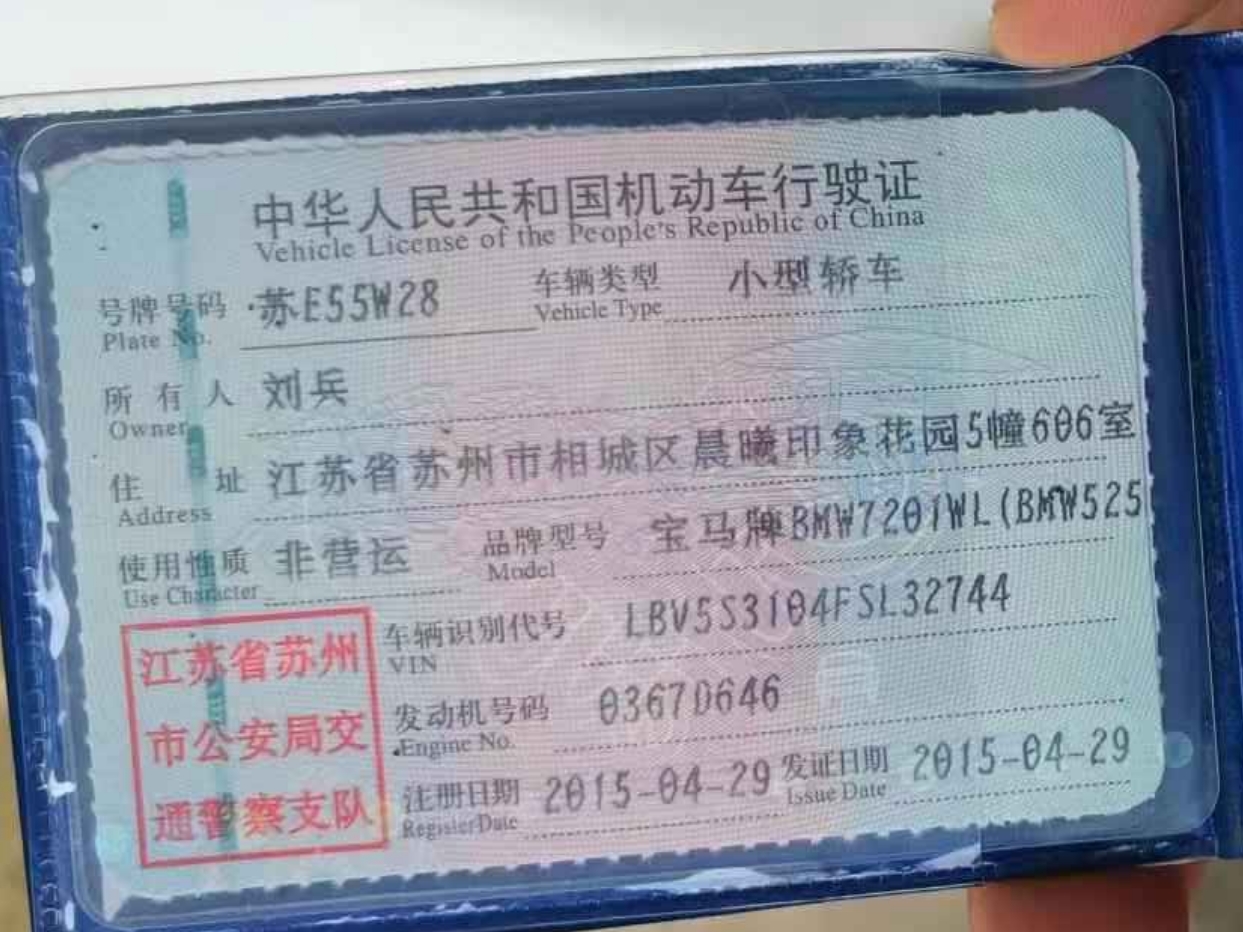 中华人民共和国机动车行驶证
Vehicle License of the People's Republic of China
号牌号码 苏E55W28 车辆类型 小型轿车
Plate No. Vehicle Type
所有人 刘兵
Owner
住址 江苏省苏州市相城区晨曦印象花园5幢606室
Address
使用性质 非营运 品牌型号 宝马牌BMW7201WL(BMW525
Use Character Model
车辆识别代号 LBV5S3104FSL32744
VIN
发动机号码 0367D646
Engine No.
注册日期 2015-04-29 发证日期 2015-04-29
Register Date Issue Date
江苏省苏州
市公安局交
通警察支队